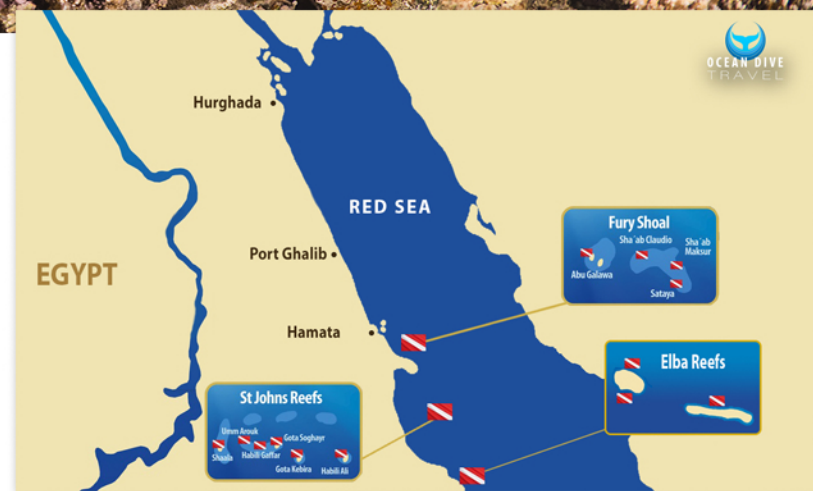 OCEAN DIVE
TRAVEL
Hurghada
RED SEA
Fury Shoal
Sha´ab Claudio
Sha´ab
Maksur
Abu Galawa
Sataya
Port Ghalib
EGYPT
Hamata
Elba Reefs
St Johns Reefs
Umm Arouk
Gota Soghayr
Shaala
Habili Gaffar
Gota Kebira
Habili Ali